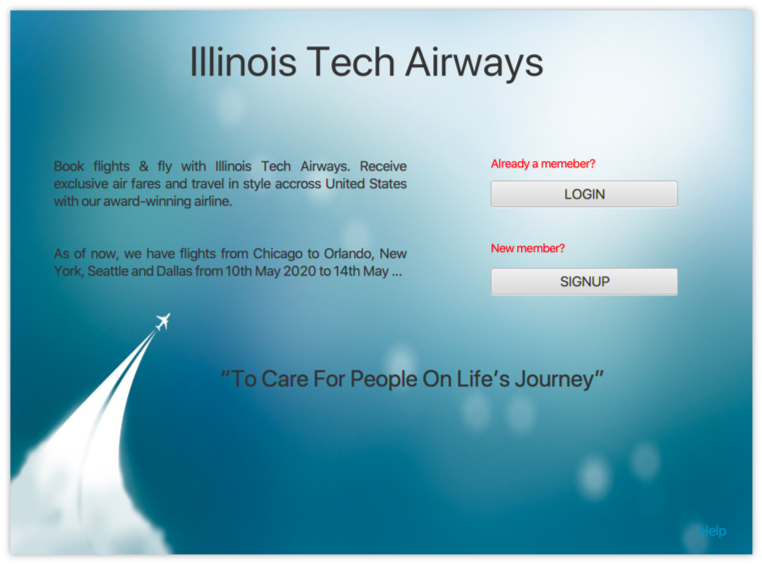 Illinois Tech Airways
Book flights & fly with Illinois Tech Airways. Receive
exclusive air fares and travel in style accross United States
with our award-winning airline.
Already a memeber?
LOGIN
As of now, we have flights from Chicago to Orlando, New
York, Seattle and Dallas from 10th May 2020 to 14th May ...
New member?
SIGNUP
“To Care For People On Life’s Journey”
Help